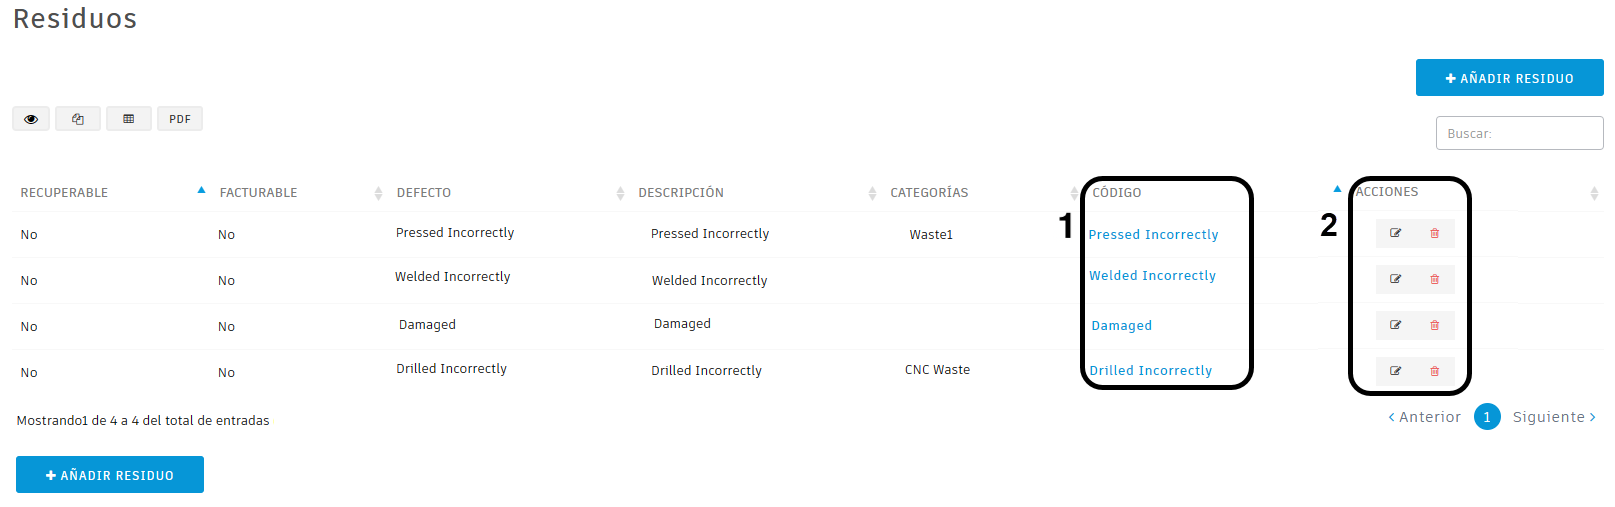 Residuos
AÑADIR RESIDUO
PDF
Buscar:
RECUPERABLE FACTURABLE DEFECTO DESCRIPCIÓN CATEGORÍAS CÓDIGO ACCIONES
1 2
No No Pressed Incorrectly Pressed Incorrectly Waste1 Pressed Incorrectly
No No Welded Incorrectly Welded Incorrectly Welded Incorrectly
No No Damaged Damaged Damaged
No No Drilled Incorrectly Drilled Incorrectly CNC Waste Drilled Incorrectly
Mostrando1 de 4 a 4 del total de entradas
Anterior 1 Siguiente
AÑADIR RESIDUO